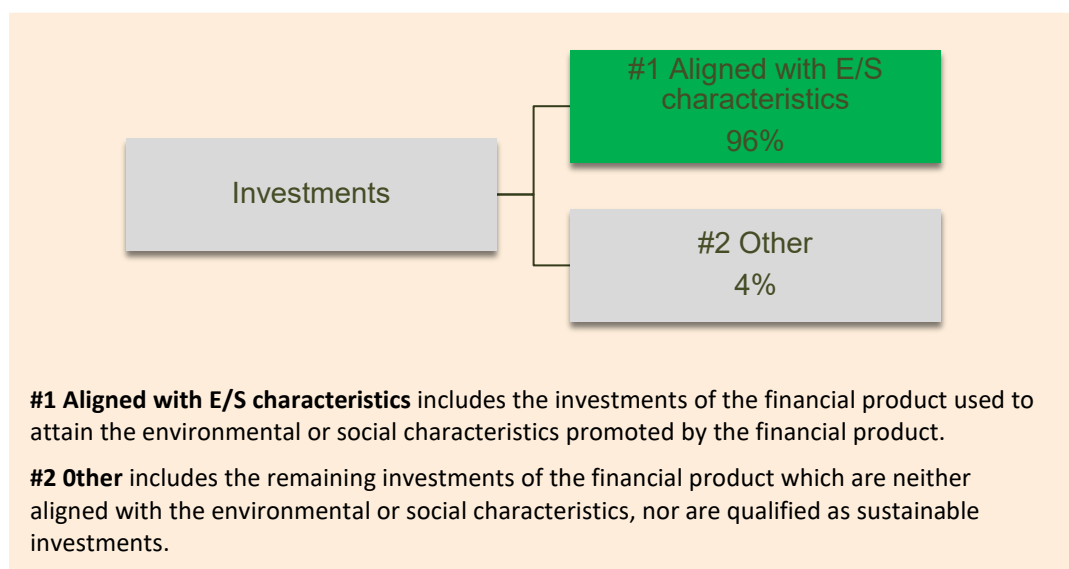 #1 Aligned with E/S
characteristics
96%
Investments
#2 Other
4%
#1 Aligned with E/S characteristics includes the investments of the financial product used to
attain the environmental or social characteristics promoted by the financial product.
#2 0ther includes the remaining investments of the financial product which are neither
aligned with the environmental or social characteristics, nor are qualified as sustainable
investments.